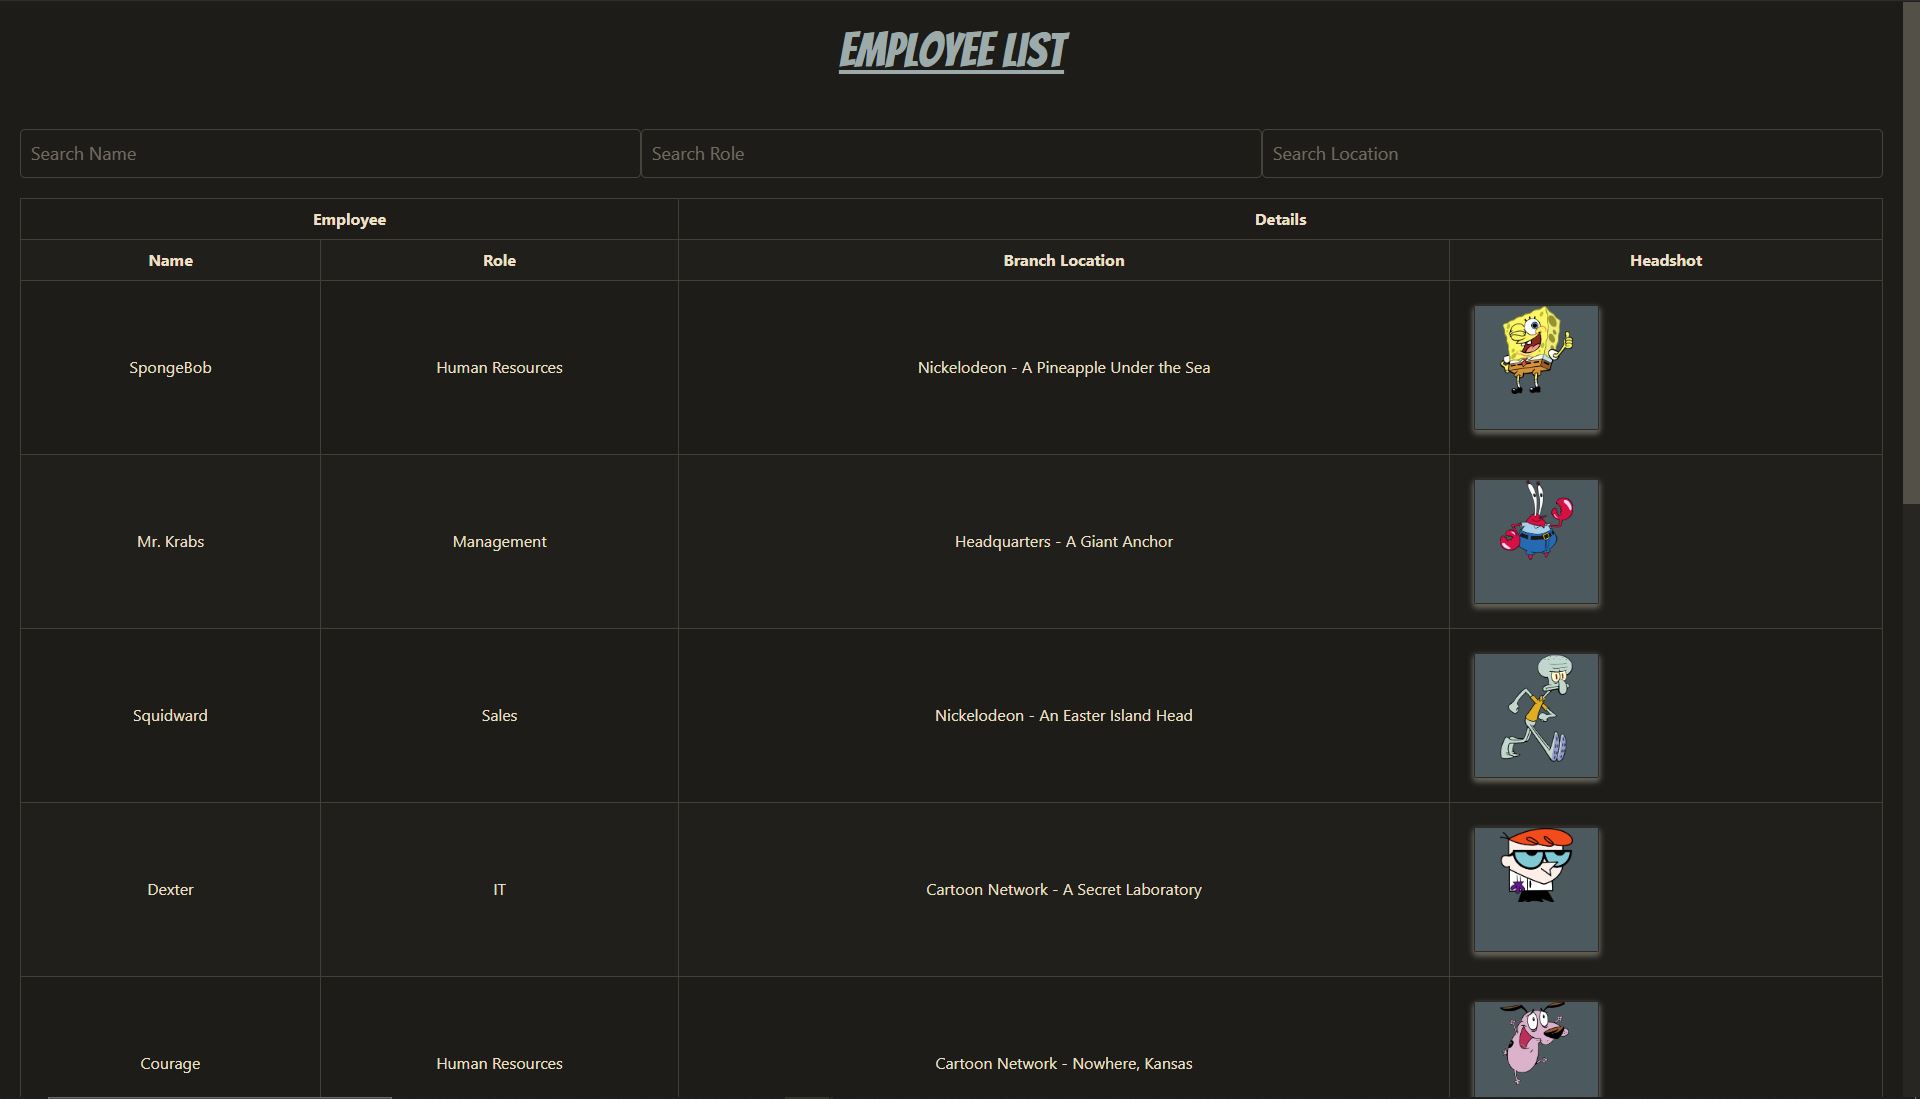 EMPLOYEE LIST
Search Name Search Role Search Location
Employee Details
Name Role Branch Location Headshot
SpongeBob Human Resources Nickelodeon - A Pineapple Under the Sea
Mr. Krabs Management Headquarters - A Giant Anchor
Squidward Sales Nickelodeon - An Easter Island Head
Dexter IT Cartoon Network - A Secret Laboratory
Courage Human Resources Cartoon Network - Nowhere, Kansas